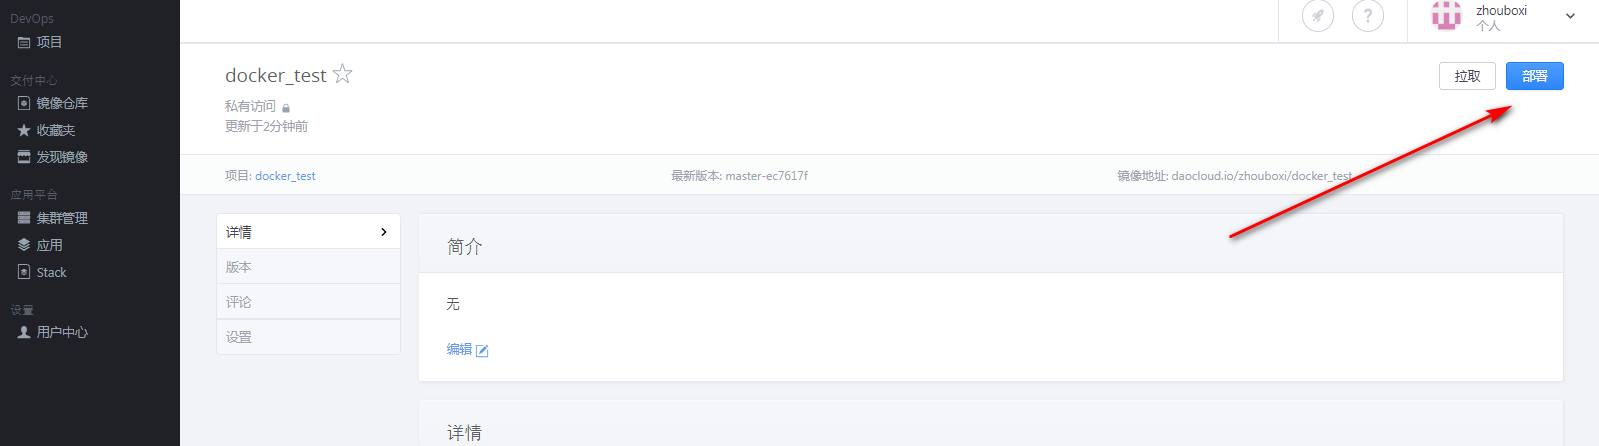 DevOps
项目
交付中心
镜像仓库
收藏夹
发现镜像
应用平台
集群管理
应用
Stack
设置
用户中心
?
zhouboxi
个人
docker_test
私有访问
更新于2分钟前
拉取
部署
项目: docker_test
最新版本: master-ec7617f
镜像地址: daocloud.io/zhouboxi/docker_test
详情
版本
评论
设置
简介
无
编辑
详情